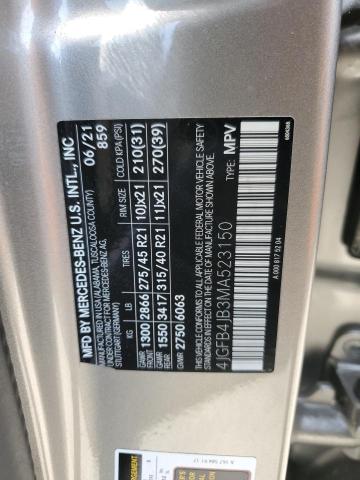 MFD BY MERCEDES-BENZ U.S. INTL., INC
MANUFACTURED IN USA (ALABAMA, TUSCALOOSA COUNTY)
UNDER CONTRACT FOR MERCEDES-BENZ AG
STUTTGART (GERMANY)
06/21
859
KG LB TIRES RIM SIZE COLD KPA (PSI)
GAWR FRONT 1300 2866 275/45 R21 10Jx21 210(31)
GAWR REAR 1550 3417 315/40 R21 11Jx21 270(39)
GVWR 2750 6063
THIS VEHICLE CONFORMS TO ALL APPLICABLE FEDERAL MOTOR VEHICLE SAFETY
STANDARDS IN EFFECT ON THE DATE OF MANUFACTURE SHOWN ABOVE.
4JGFB4JB3MA523150
TYPE: MPV
A 000 817 52 04